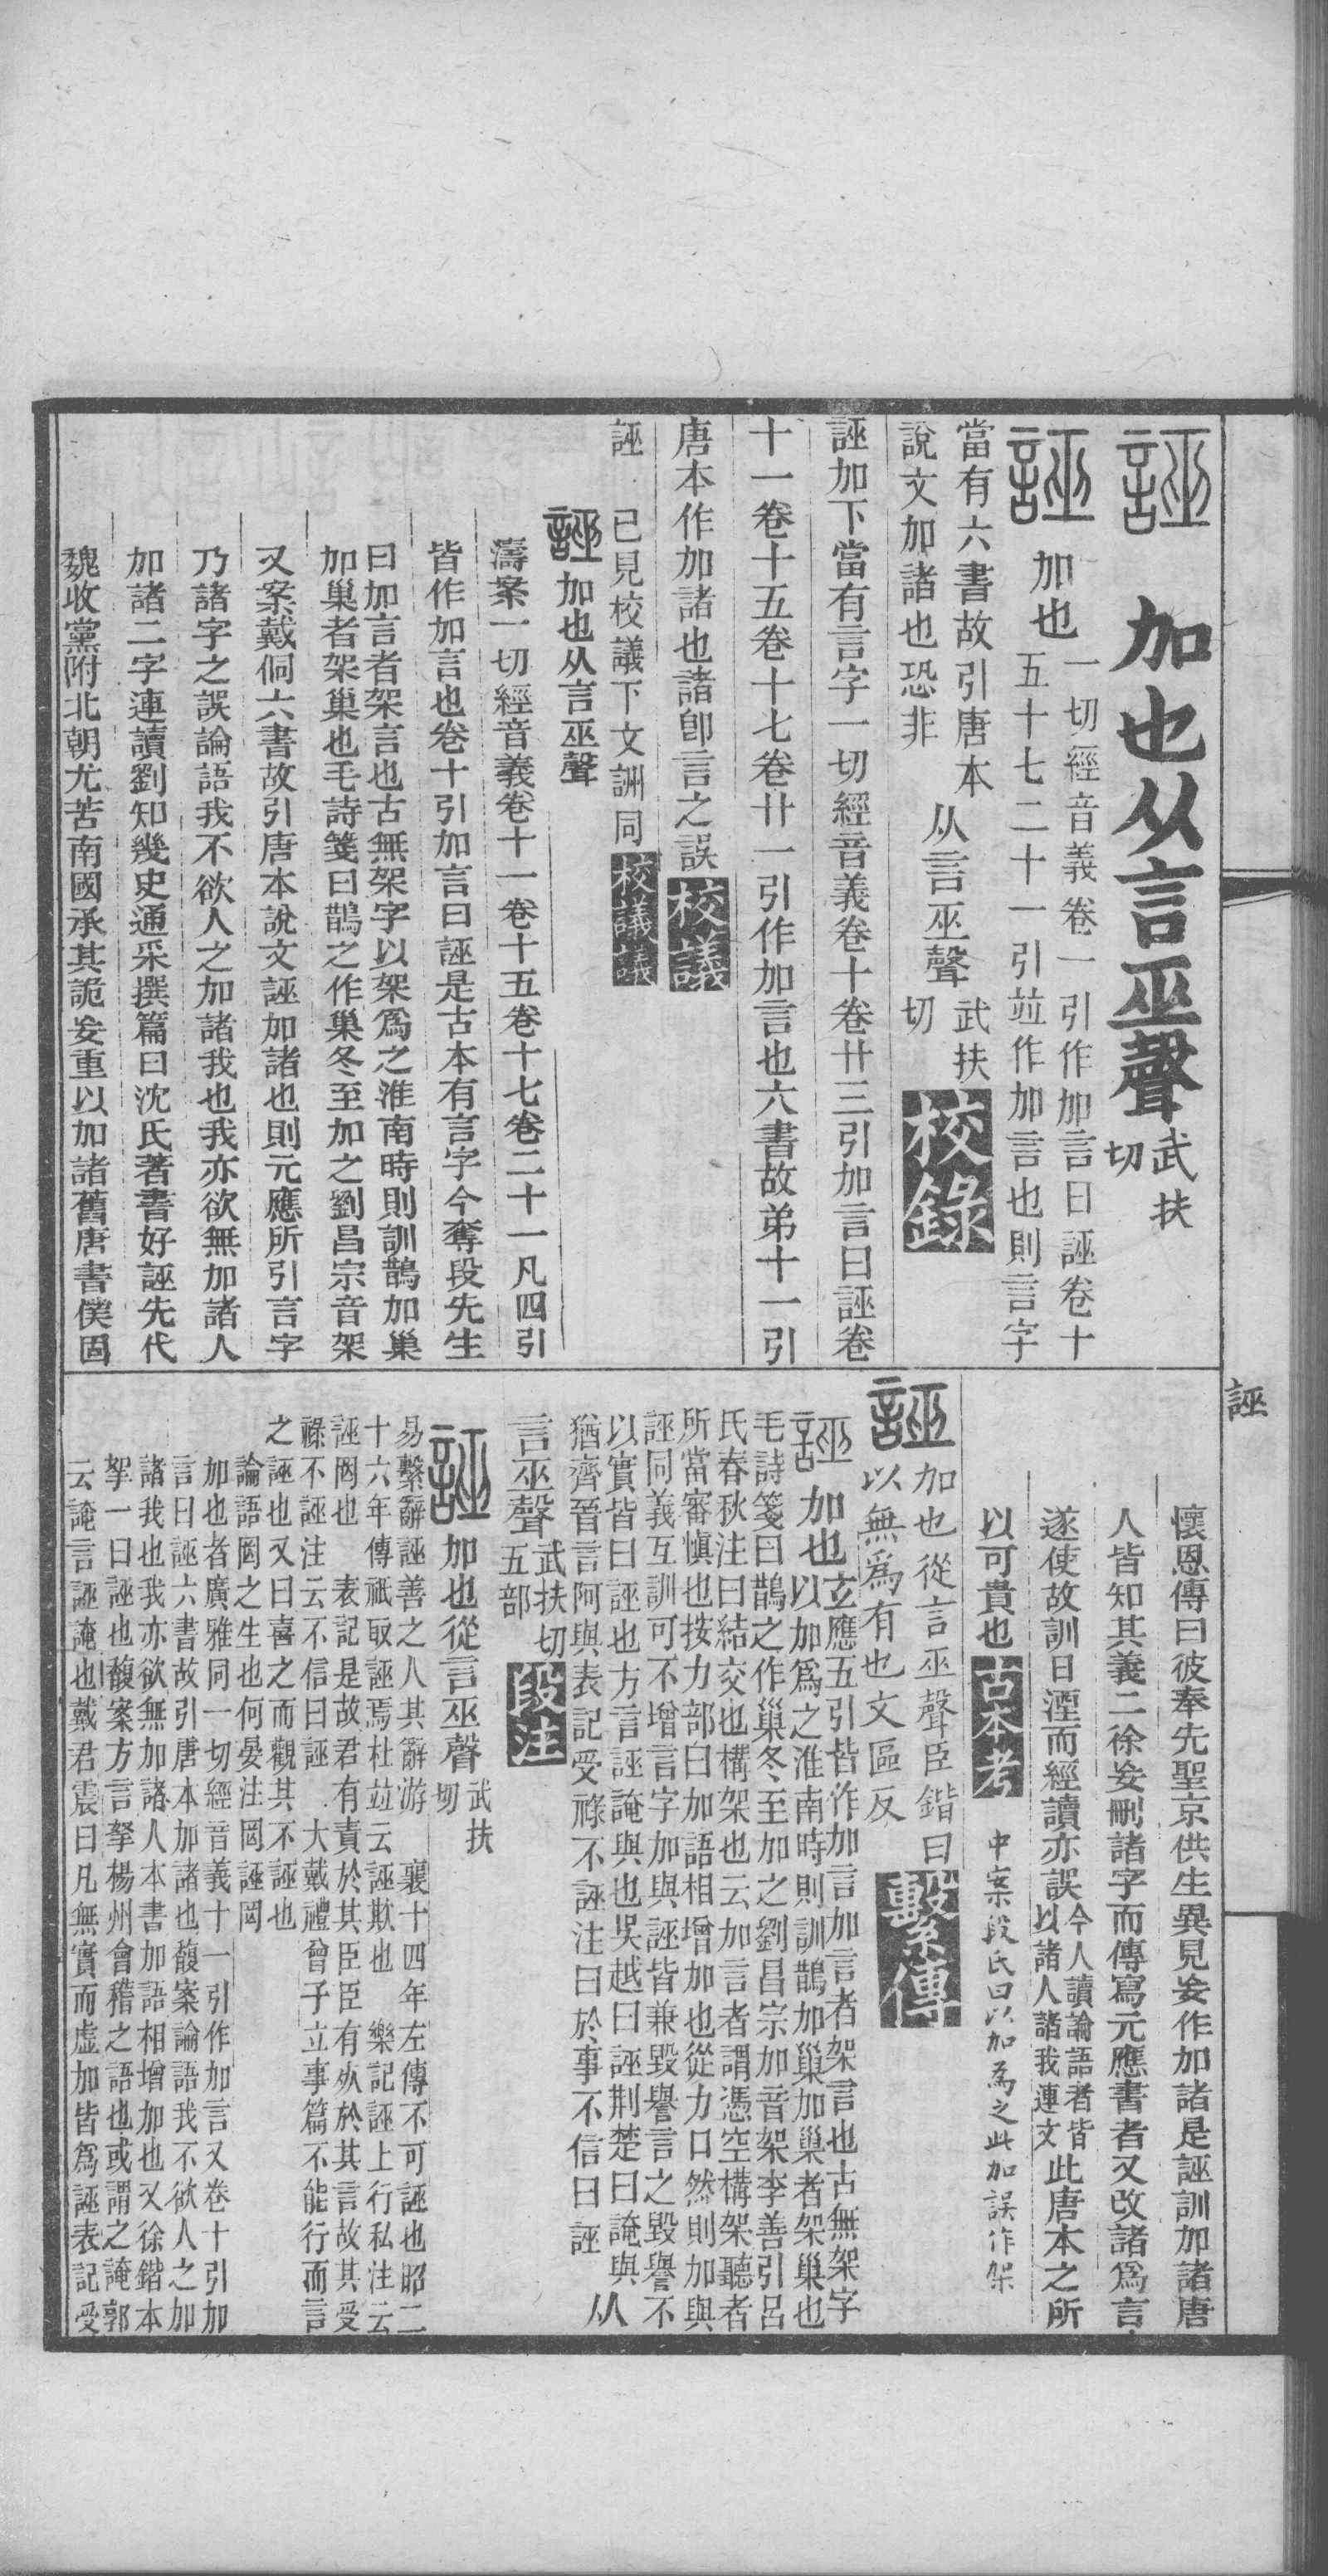 誣
誣 加也从言巫聲 武扶切
誣 加也 一切經音義卷一引作加言曰誣卷十
五十七二十一引竝作加言也則言字
當有六書故引唐本
說文加諸也恐非 从言巫聲 武扶切 校錄
誣加下當有言字一切經音義卷十卷廿三引加言曰誣卷
十一卷十五卷十七卷廿一引作加言也六書故弟十一引
唐本作加諸也諸卽言之誤 校議
誣 已見校議下文詶同 校議議
誣 加也从言巫聲
濤案一切經音義卷十一卷十五卷十七卷二十一凡四引
皆作加言也卷十引加言曰誣是古本有言字今奪段先生
曰加言者架言也古無架字以架爲之淮南時則訓鵲加巢
加巢者架巢也毛詩箋曰鵲之作巢冬至加之劉昌宗音架
又案戴侗六書故引唐本說文誣加諸也則元應所引言字
乃諸字之誤論語我不欲人之加諸我也我亦欲無加諸人
加諸二字連讀劉知幾史通采撰篇曰沈氏著書好誣先代
魏收黨附北朝尤苦南國承其詭妄重以加諸舊唐書僕固
懷恩傳曰彼奉先聖京供生異見妄作加諸是誣訓加諸唐
人皆知其義二徐妄刪諸字而傳寫元應書者又改諸爲言
遂使故訓日湮而經讀亦誤 今人讀論語者皆以諸人諸我連文 此唐本之所
以可貴也 古本考 中案段氏曰以加為之此加誤作架
誣 加也從言巫聲臣鍇曰
以無爲有也文區反 繫傳
誣 加也 玄應五引皆作加言加言者架言也古無架字
以加爲之淮南時則訓鵲加巢加巢者架巢也
毛詩箋曰鵲之作巢冬至加之劉昌宗加音架李善引呂
氏春秋注曰結交也構架也云加言者謂憑空構架聽者
所當審愼也按力部曰加語相增加也從力口然則加與
誣同義互訓可不增言字加與誣皆兼毀譽言之毀譽不
以實皆曰誣也方言誣諵與也吳越曰誣荆楚曰諵與
猶齊晉言阿與表記受祿不誣注曰於事不信曰誣 从
言巫聲 武扶切五部 段注
誣 加也從言巫聲 武扶切
易繫辭誣善之人其辭游 襄十四年左傳不可誣也昭二
十六年傳祇取誣焉杜竝云誣欺也 樂記誣上行私注云
誣罔也 表記是故君有責於其臣臣有死於其言故其受
祿不誣注云不信曰誣 大戴禮曾子立事篇不能行而言
之誣也又曰喜之而觀其不誣也
論語罔之生也何晏注罔誣罔
加也者廣雅同一切經音義十一引作加言又卷十引加
言曰誣六書故引唐本加諸也馥案論語我不欲人之加
諸我也我亦欲無加諸人本書加語相增加也又徐鍇本
挐一曰誣也馥案方言挐楊州會稽之語也或謂之諵郭
云諵言誣諵也戴君震曰凡無實而虛加皆爲誣表記受